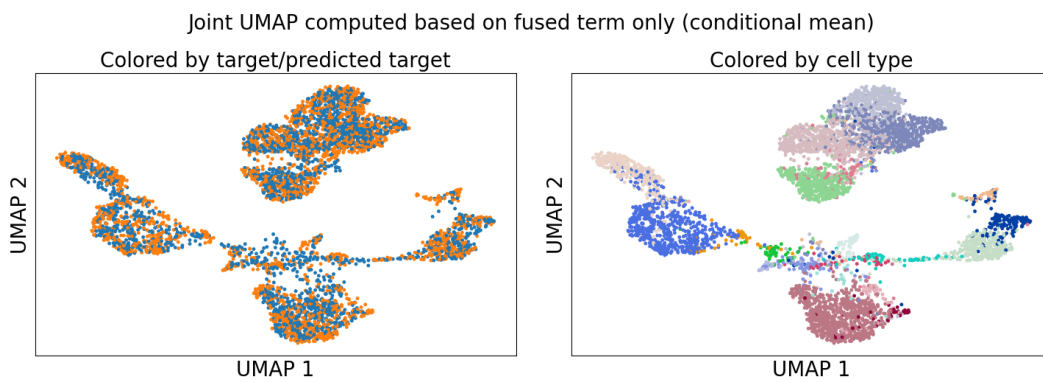 Joint UMAP computed based on fused term only (conditional mean)
Colored by target/predicted target
Colored by cell type
UMAP 2
UMAP 2
UMAP 1
UMAP 1